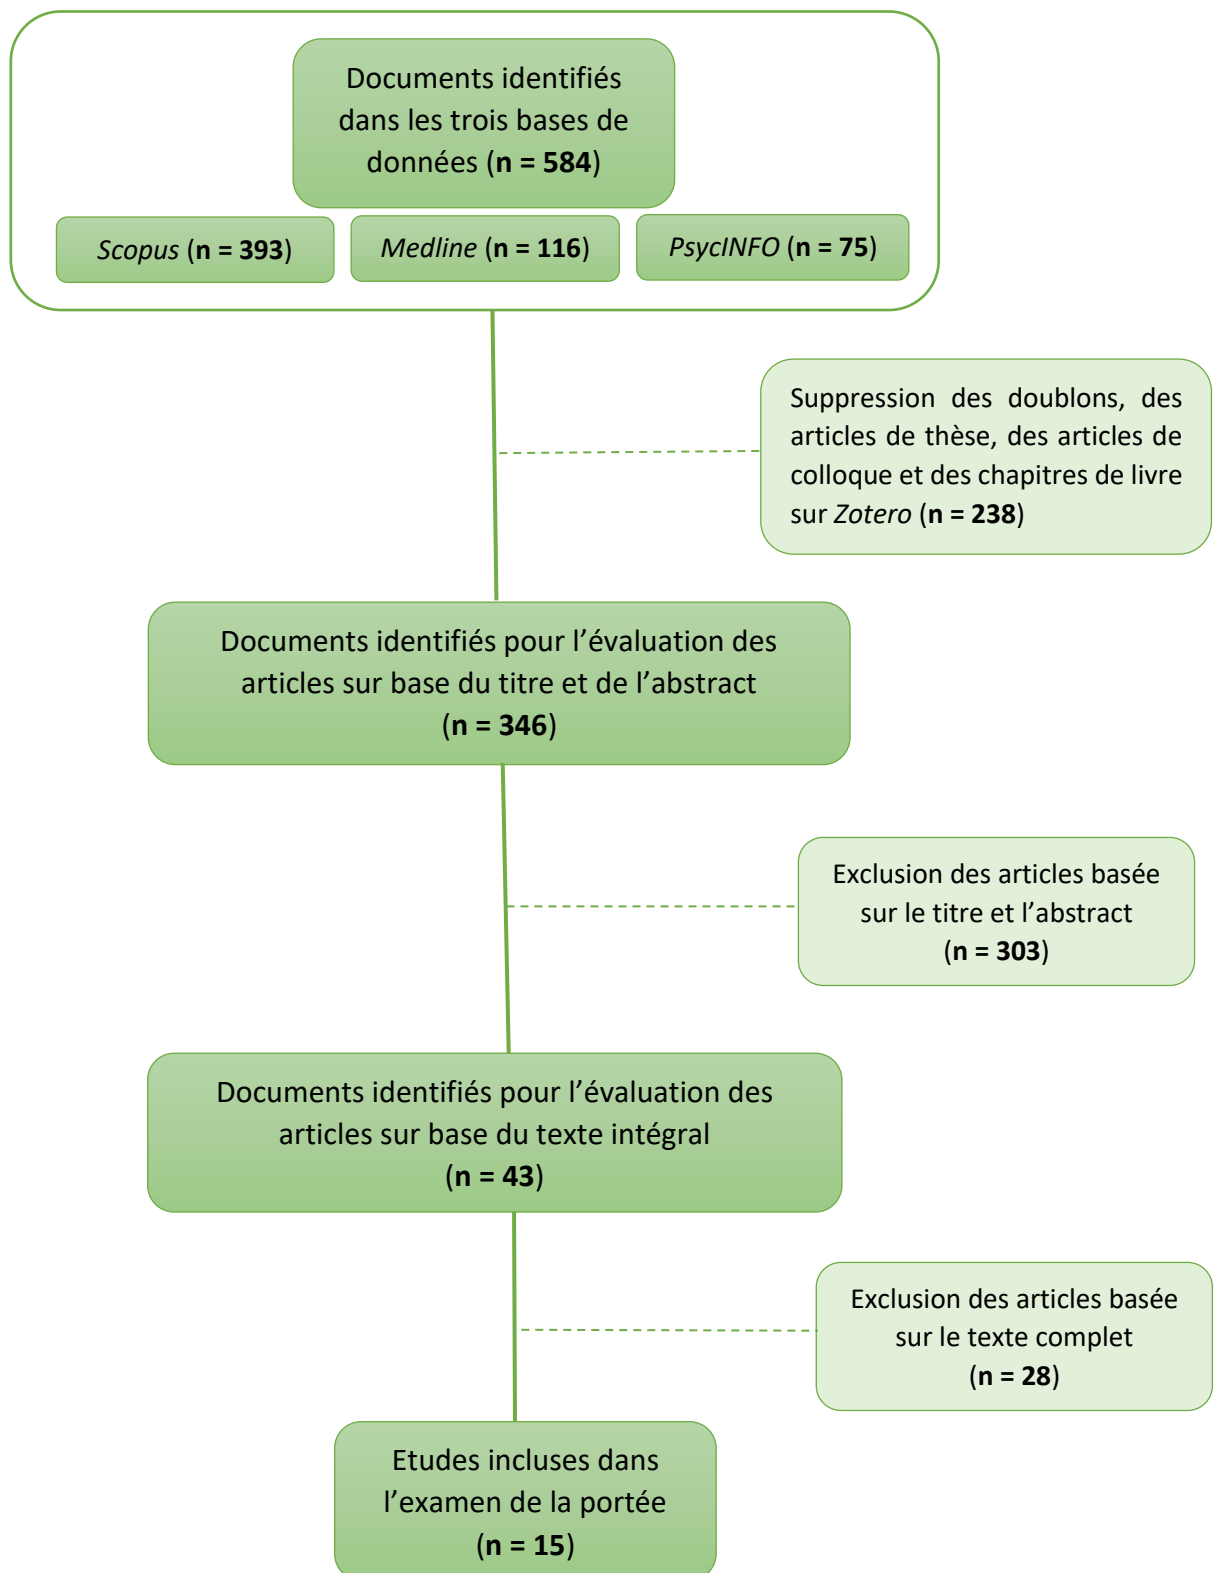 Documents identifiés
dans les trois bases de
données (n = 584)
Scopus (n = 393)
Medline (n = 116)
PsycINFO (n = 75)
Suppression des doublons, des
articles de thèse, des articles de
colloque et des chapitres de livre
sur Zotero (n = 238)
Documents identifiés pour l’évaluation des
articles sur base du titre et de l’abstract
(n = 346)
Exclusion des articles basée
sur le titre et l’abstract
(n = 303)
Documents identifiés pour l’évaluation des
articles sur base du texte intégral
(n = 43)
Exclusion des articles basée
sur le texte complet
(n = 28)
Etudes incluses dans
l’examen de la portée
(n = 15)